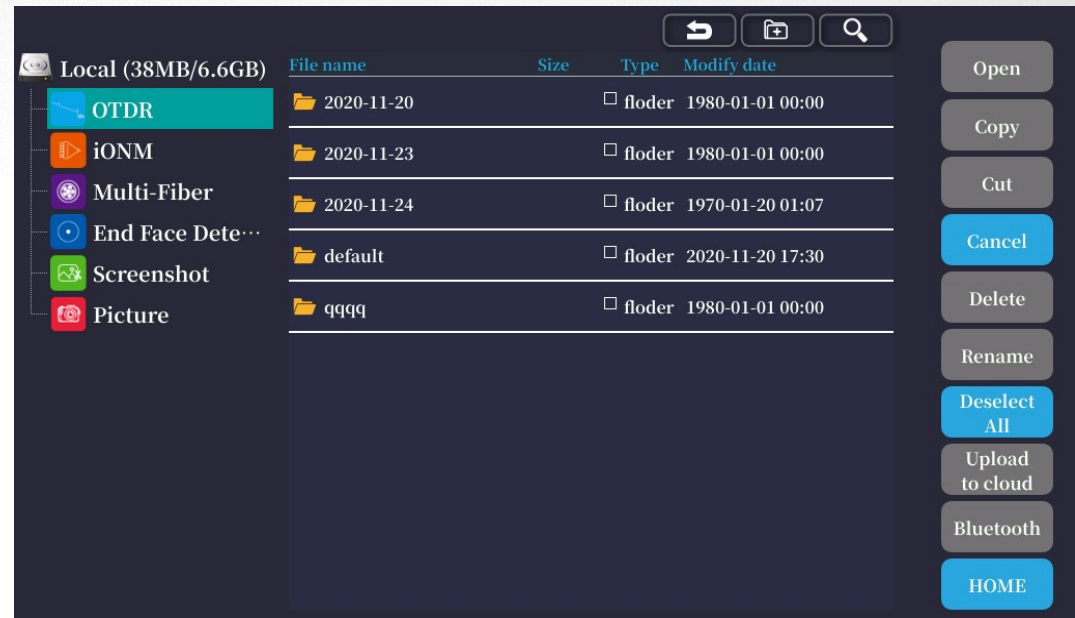 Local (38MB/6.6GB)
OTDR
iONM
Multi-Fiber
End Face Dete···
Screenshot
Picture
File name Size Type Modify date
2020-11-20 floder 1980-01-01 00:00
2020-11-23 floder 1980-01-01 00:00
2020-11-24 floder 1970-01-20 01:07
default floder 2020-11-20 17:30
qqqq floder 1980-01-01 00:00
Open
Copy
Cut
Cancel
Delete
Rename
Deselect
All
Upload
to cloud
Bluetooth
HOME